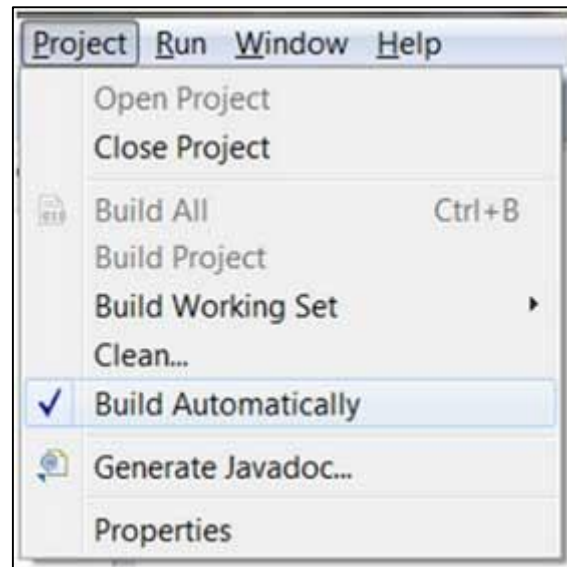 Project Run Window Help
Open Project
Close Project
Build All Ctrl+B
Build Project
Build Working Set
Clean...
Build Automatically
Generate Javadoc...
Properties